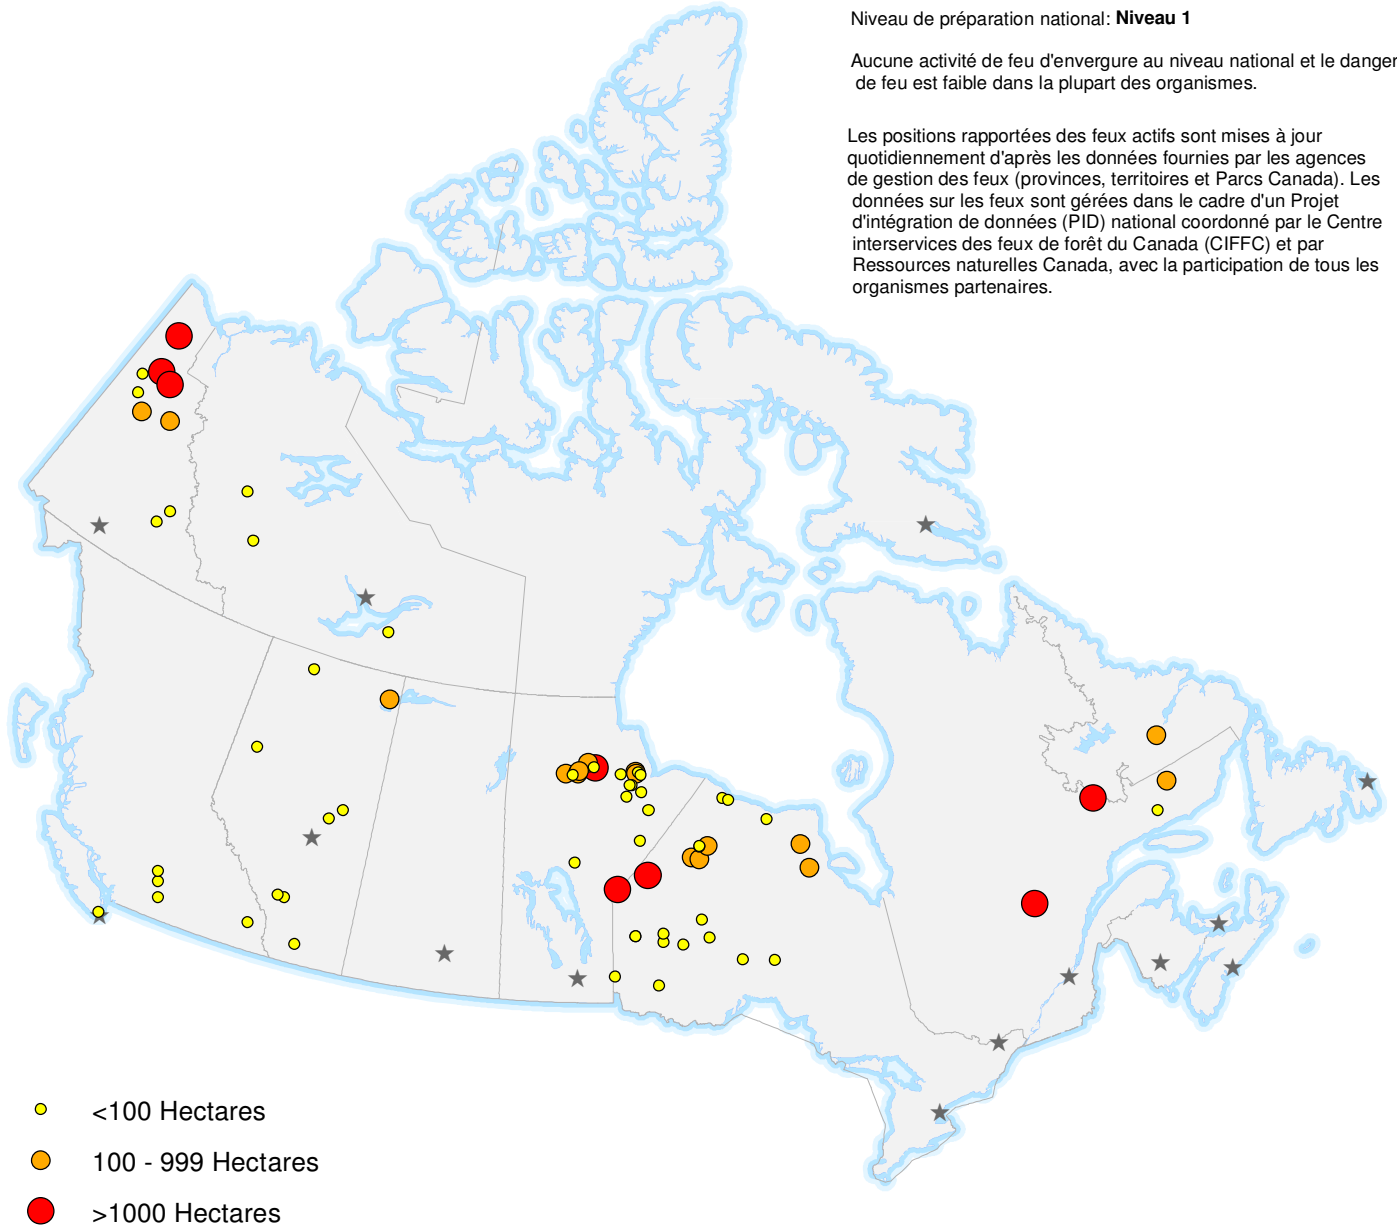 Niveau de préparation national: Niveau 1
Aucune activité de feu d'envergure au niveau national et le danger
de feu est faible dans la plupart des organismes.
Les positions rapportées des feux actifs sont mises à jour
quotidiennement d'après les données fournies par les agences
de gestion des feux (provinces, territoires et Parcs Canada). Les
données sur les feux sont gérées dans le cadre d'un Projet
d'intégration de données (PID) national coordonné par le Centre
interservices des feux de forêt du Canada (CIFFC) et par
Ressources naturelles Canada, avec la participation de tous les
organismes partenaires.
<100 Hectares
100 - 999 Hectares
>1000 Hectares